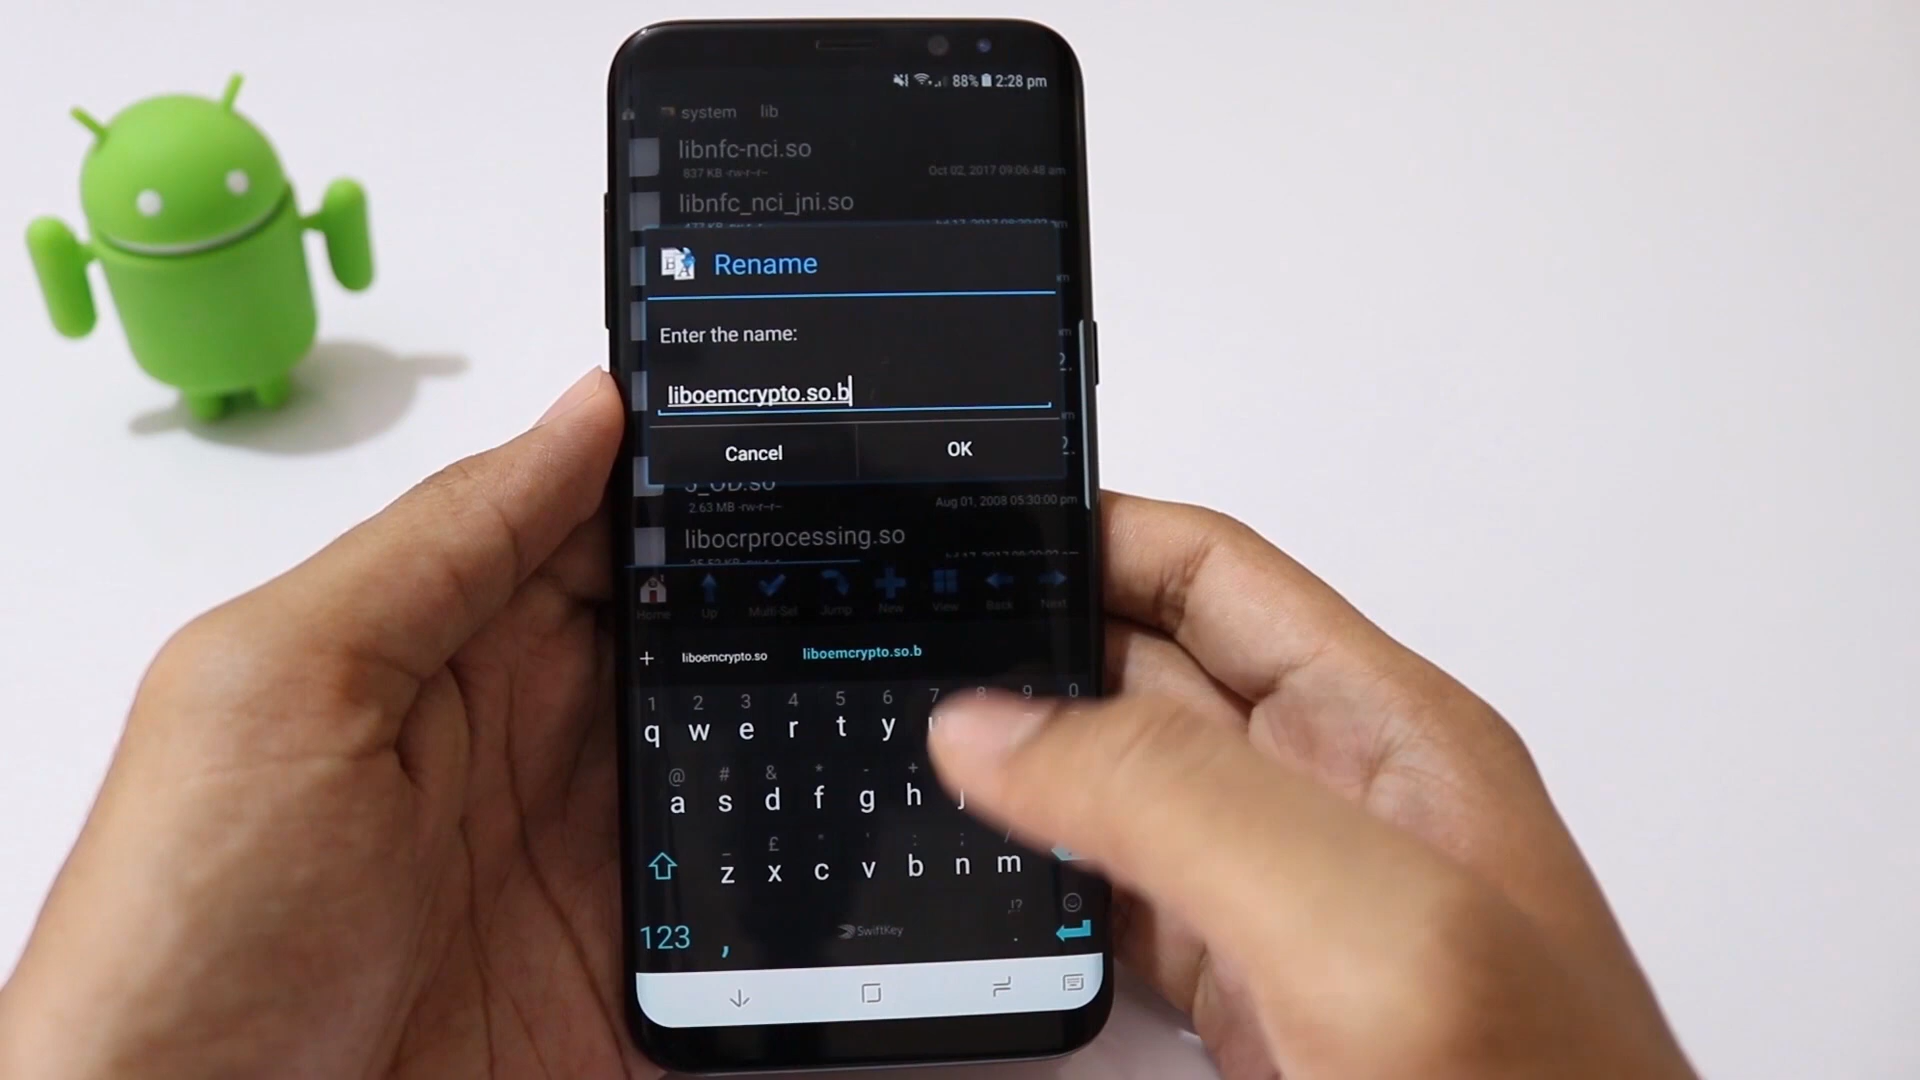 88% 2:28 pm
system lib
libnfc-nci.so
837 KB -rw-r--r-- Oct 02, 2017 09:06:48 am
libnfc_nci_jni.so
Rename
Enter the name:
liboemcrypto.so.b
Cancel OK
2.63 MB -rw-r--r-- Aug 01, 2008 05:30:00 pm
libocrprocessing.so
Home Up Multi-Sel Jump New View Back Next
+ liboemcrypto.so liboemcrypto.so.b
1 2 3 4 5 6 7 8 9 0
q w e r t y u
@ # & * - +
a s d f g h j
_ £ " ' : ; /
z x c v b n m
,!?
123 , SwiftKey .